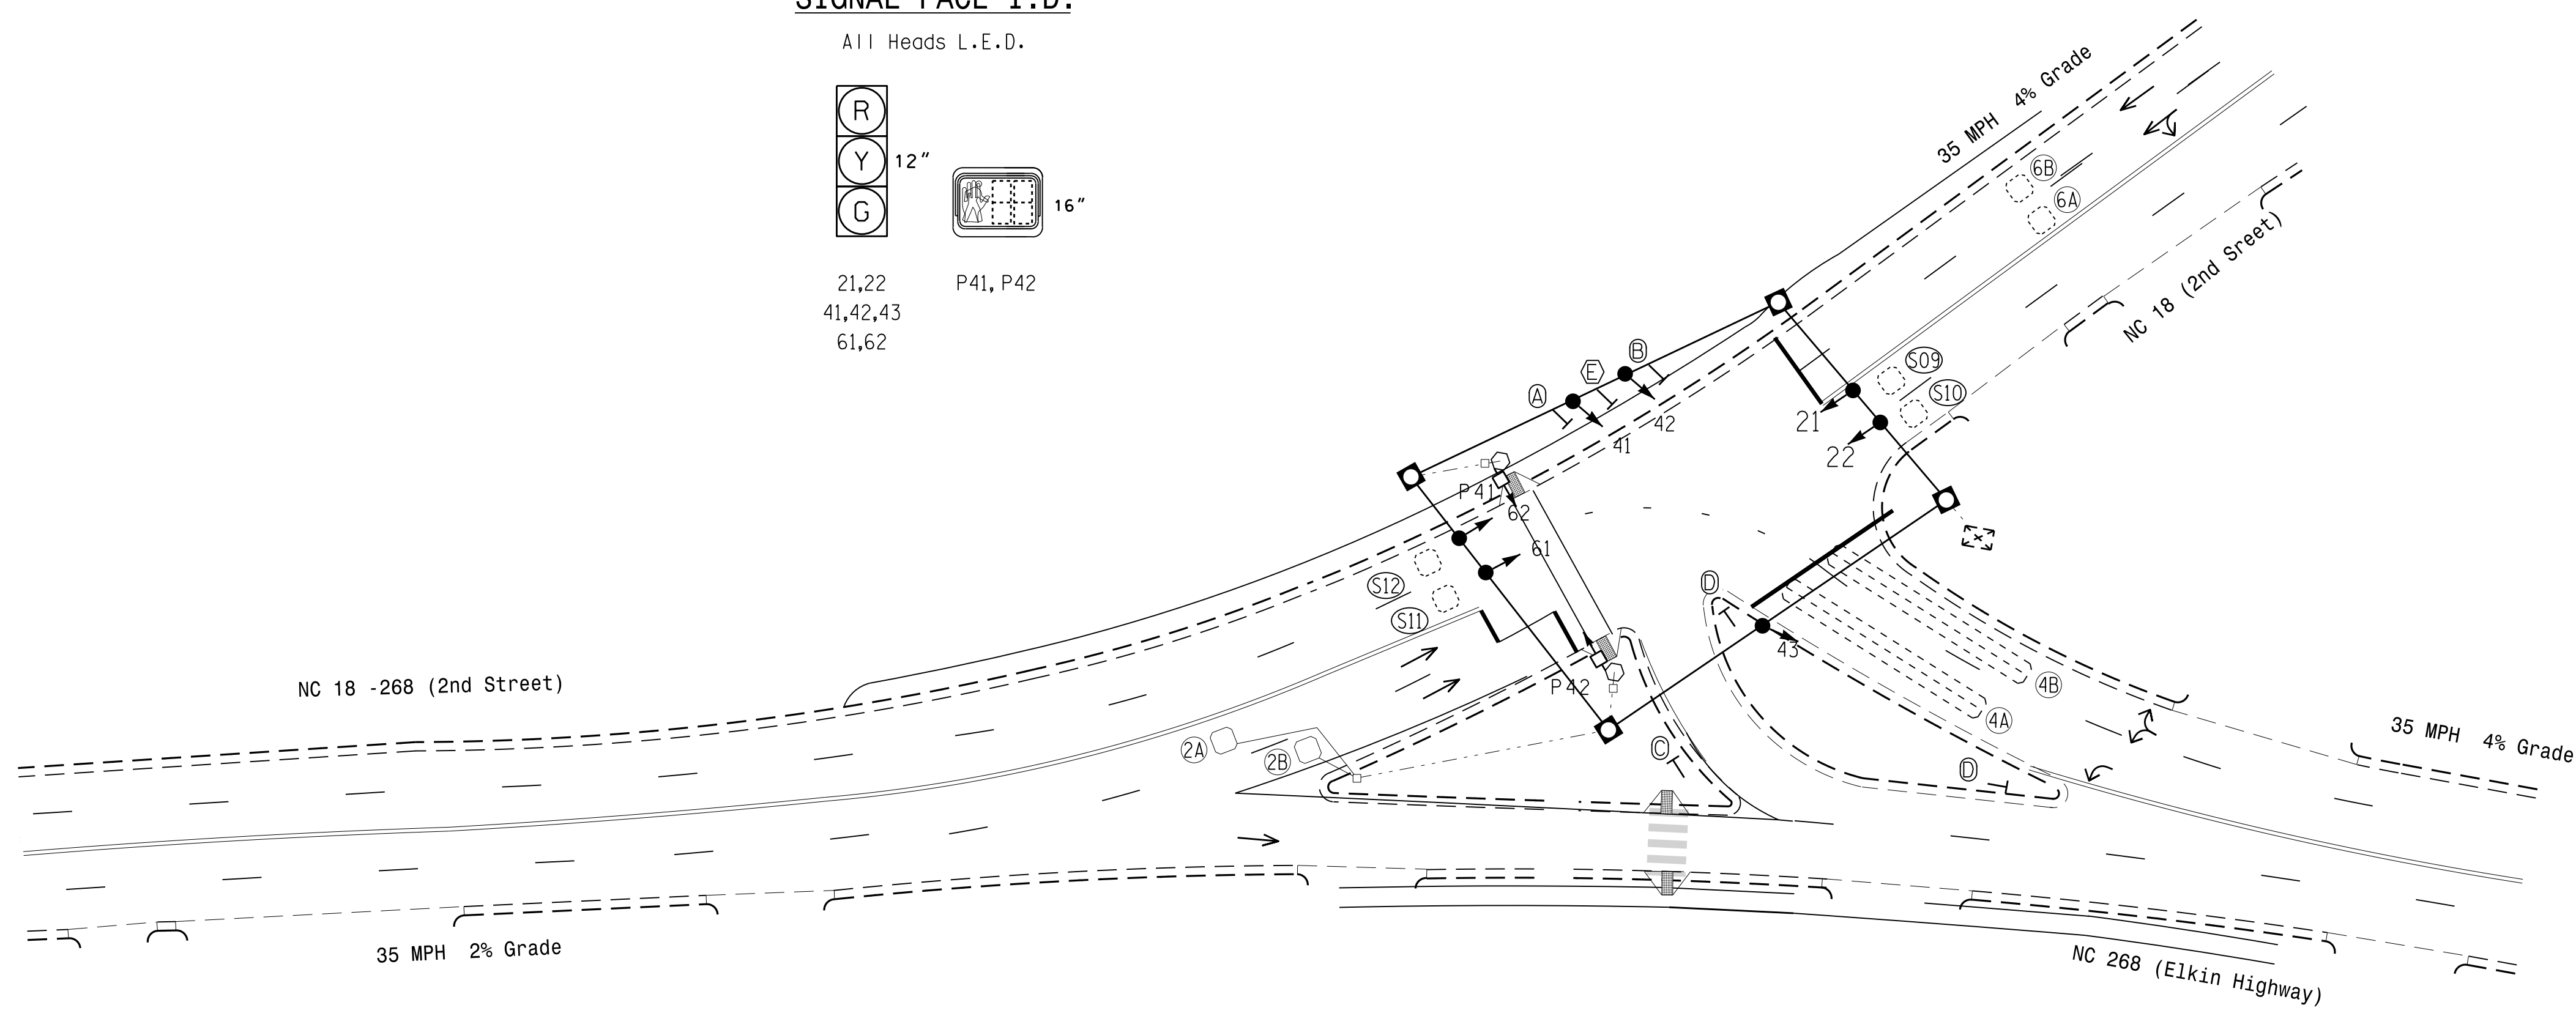 SIGNAL FACE I.D.
All Heads L.E.D.
R
Y
12"
G
16"
21,22
P41, P42
41,42,43
61,62
35 MPH 4% Grade
6B
6A
NC 18 (2nd Sreet)
B
E
A
S09
S10
42
21
41
22
P41
62
61
S12
S11
D
43
P42
4B
4A
NC 18 -268 (2nd Street)
2A
2B
C
D
35 MPH 4% Grade
35 MPH 2% Grade
NC 268 (Elkin Highway)